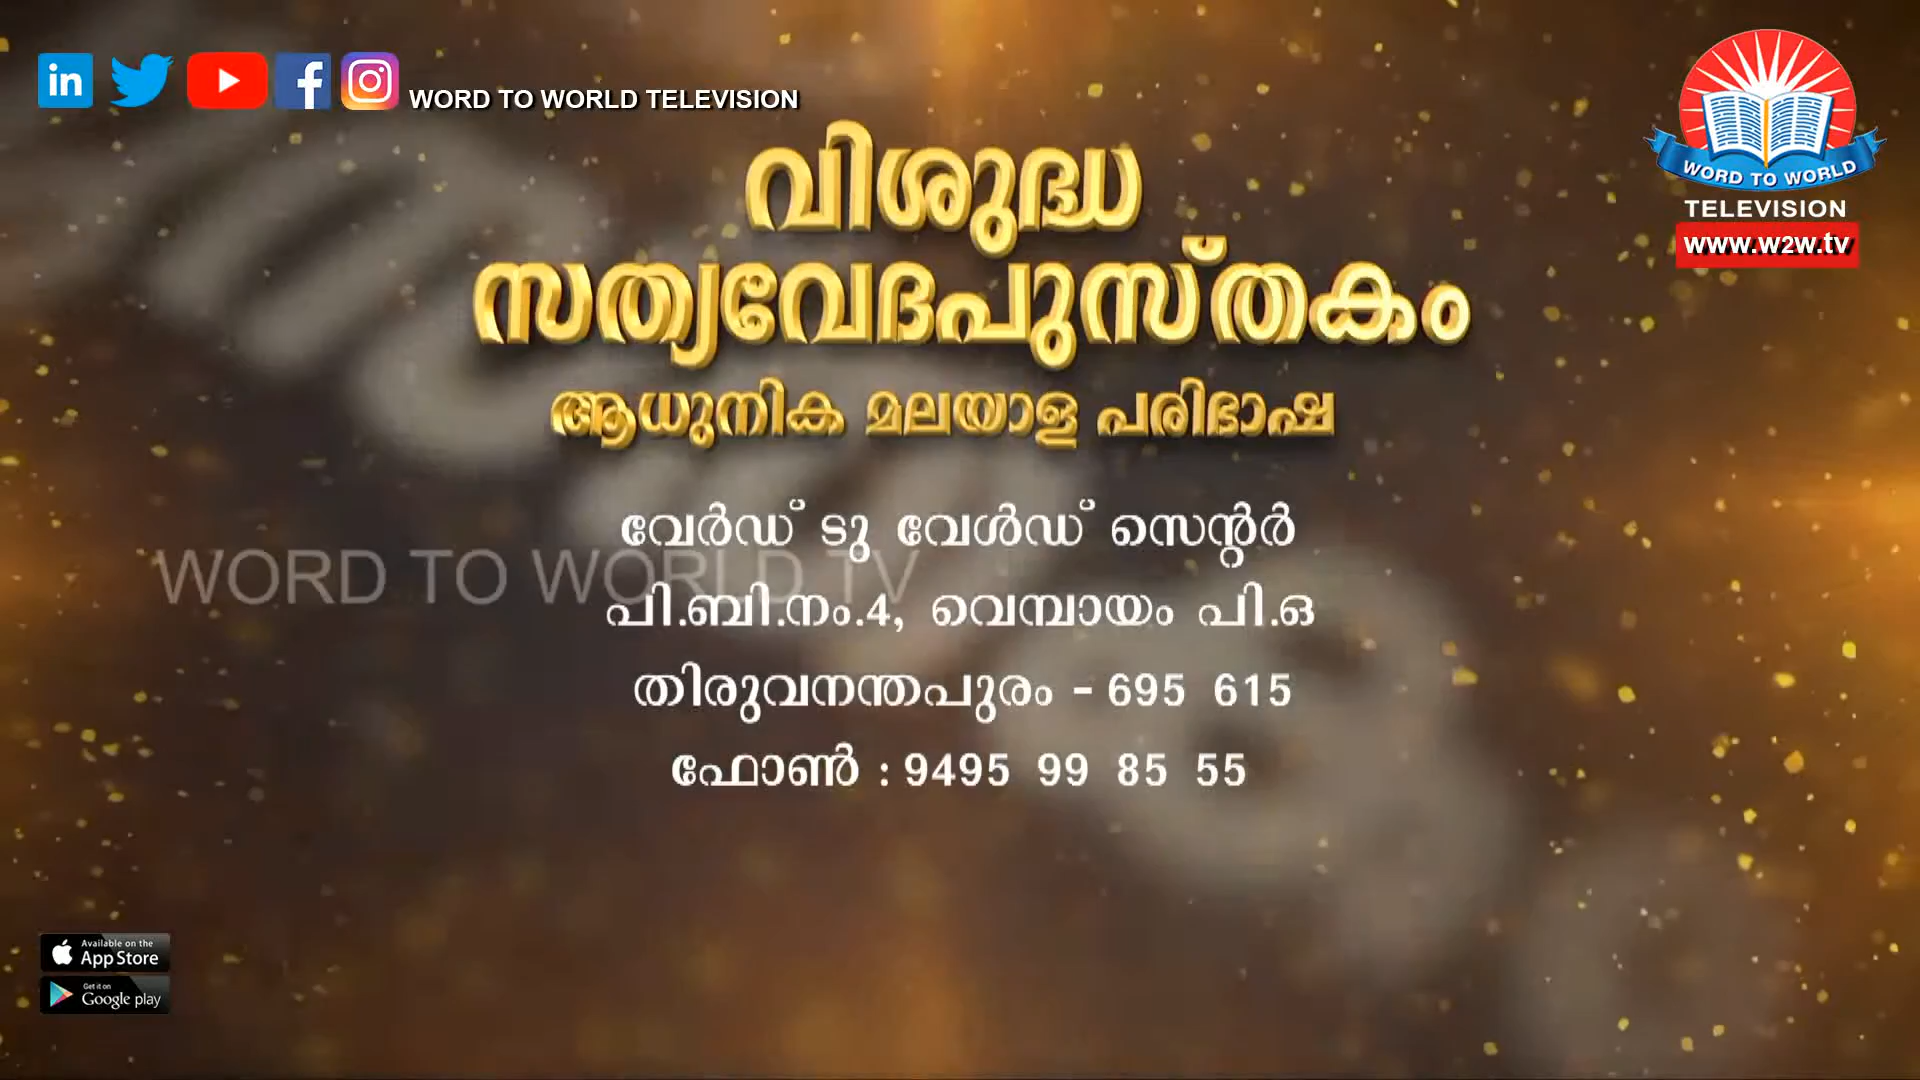 in
f
WORD TO WORLD TELEVISION
WORD TO WORLD
TELEVISION
www.w2w.tv
വിശുദ്ധ
സത്യവേദപുസ്തകം
ആധുനിക മലയാള പരിഭാഷ
വേർഡ് ടു വേൾഡ് സെന്റർ
WORD TO WORLD TV
പി.ബി.നം.4, വെമ്പായം പി.ഒ
തിരുവനന്തപുരം - 695 615
ഫോൺ : 9495 99 85 55
Available on the
App Store
Get it on
Google play